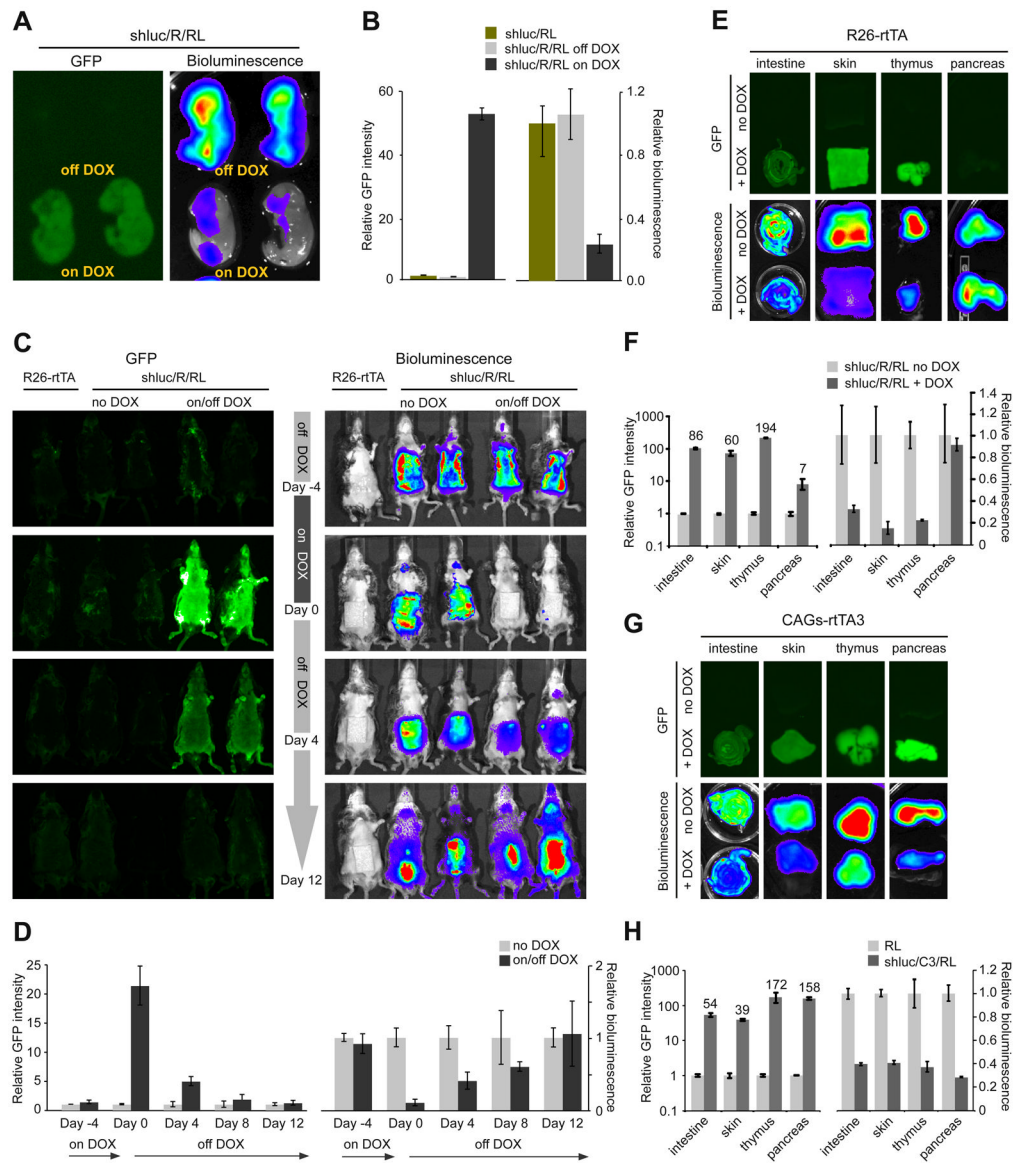 A
shluc/R/RL
GFP
Bioluminescence
off DOX
off DOX
on DOX
on DOX
B
shluc/RL
shluc/R/RL off DOX
shluc/R/RL on DOX
Relative GFP intensity
60
40
20
0
1.2
0.8
0.4
0.0
Relative bioluminescence
C
GFP
Bioluminescence
R26-rtTA
shluc/R/RL
R26-rtTA
shluc/R/RL
no DOX
on/off DOX
no DOX
on/off DOX
off DOX
Day -4
on DOX
Day 0
off DOX
Day 4
Day 12
D
no DOX
on/off DOX
Relative GFP intensity
25
20
15
10
5
0
2
1
0
Relative bioluminescence
Day -4
Day 0
Day 4
Day 8
Day 12
Day -4
Day 0
Day 4
Day 8
Day 12
on DOX
off DOX
on DOX
off DOX
E
R26-rtTA
intestine
skin
thymus
pancreas
GFP
no DOX
+ DOX
Bioluminescence
no DOX
+ DOX
F
shluc/R/RL no DOX
shluc/R/RL + DOX
Relative GFP intensity
1000
100
10
1
0.1
86
60
194
7
1.4
1.2
1
0.8
0.6
0.4
0.2
0
Relative bioluminescence
intestine
skin
thymus
pancreas
intestine
skin
thymus
pancreas
G
CAGs-rtTA3
intestine
skin
thymus
pancreas
GFP
no DOX
+ DOX
Bioluminescence
no DOX
+ DOX
H
RL
shluc/C3/RL
Relative GFP intensity
1000
100
10
1
0.1
54
39
172
158
1.2
1.0
0.8
0.6
0.4
0.2
0
Relative bioluminescence
intestine
skin
thymus
pancreas
intestine
skin
thymus
pancreas